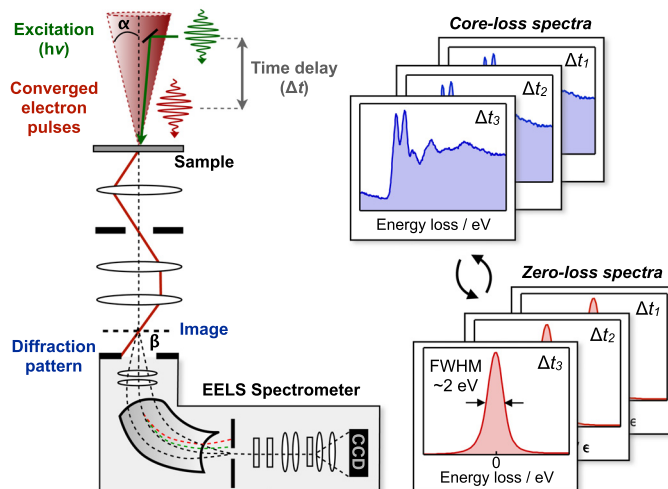 Excitation
(hν)
α
Time delay
(Δt)
Converged
electron
pulses
Sample
Image
Diffraction
pattern
β
EELS Spectrometer
CCD
Core-loss spectra
Δt1
Δt2
Δt3
Energy loss / eV
Zero-loss spectra
Δt1
Δt2
Δt3
FWHM
~2 eV
0
Energy loss / eV
/ ϵ
ϵ